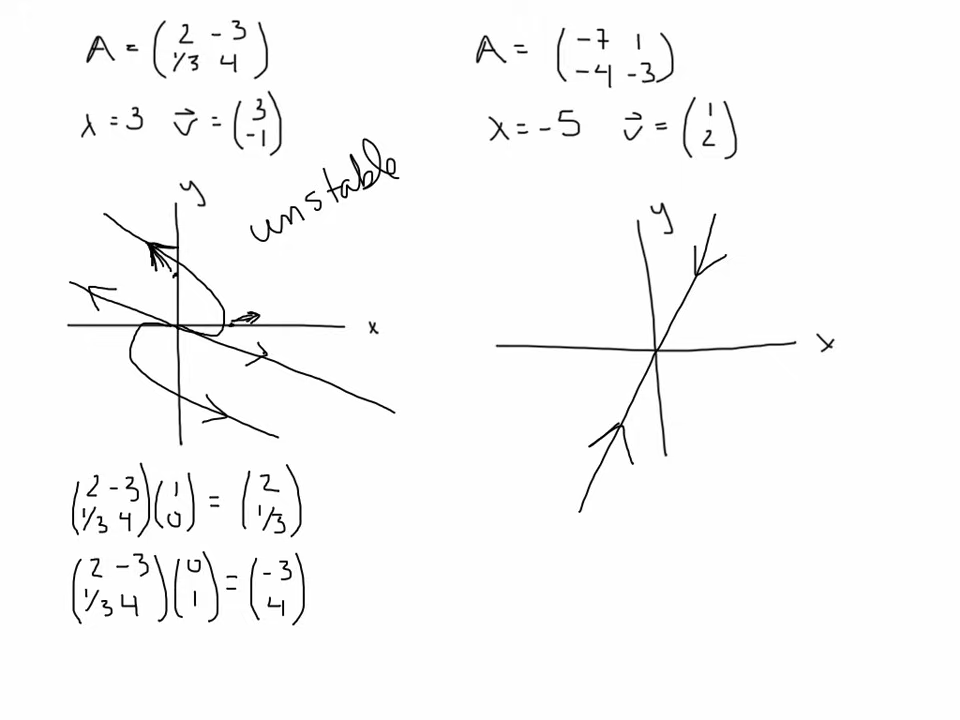 A = (2 -3
1/3 4)
λ = 3 v⃗ = (3
-1)
unstable
y
x
(2 -3
1/3 4)(1
0) = (2
1/3)
(2 -3
1/3 4)(0
1) = (-3
4)
A = (-7 1
-4 -3)
λ = -5 v⃗ = (1
2)
y
x